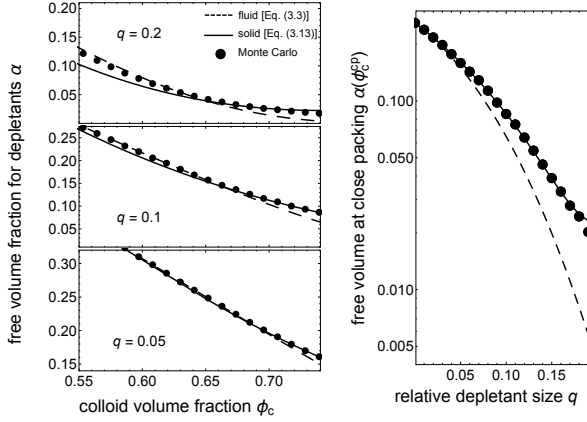 free volume fraction for depletants α
q = 0.2
fluid [Eq. (3.3)]
solid [Eq. (3.13)]
Monte Carlo
0.20
0.15
0.10
0.05
q = 0.1
0.25
0.20
0.15
0.10
0.05
q = 0.05
0.30
0.25
0.20
0.15
0.55 0.60 0.65 0.70
colloid volume fraction ϕc
free volume at close packing α(ϕc^cp)
0.100
0.050
0.010
0.005
0.05 0.10 0.15
relative depletant size q